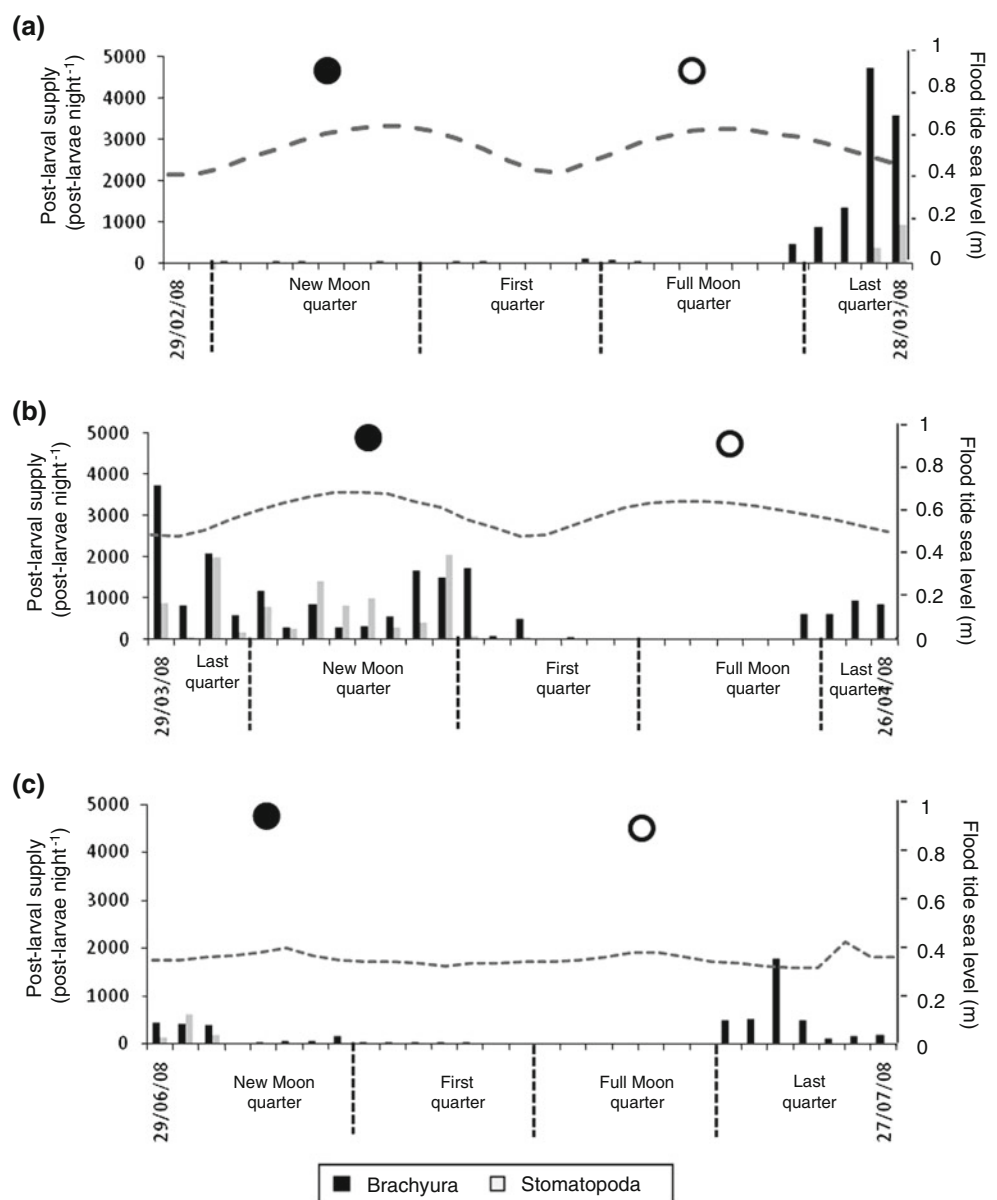 (a)
Post-larval supply
(post-larvae night-1)
5000
4000
3000
2000
1000
0
1
0.8
0.6
0.4
0.2
0
Flood tide sea level (m)
29/02/08
New Moon
quarter
First
quarter
Full Moon
quarter
Last
quarter
28/03/08
(b)
Post-larval supply
(post-larvae night-1)
5000
4000
3000
2000
1000
0
1
0.8
0.6
0.4
0.2
0
Flood tide sea level (m)
29/03/08
Last
quarter
New Moon
quarter
First
quarter
Full Moon
quarter
Last
quarter
26/04/08
(c)
Post-larval supply
(post-larvae night-1)
5000
4000
3000
2000
1000
0
1
0.8
0.6
0.4
0.2
0
Flood tide sea level (m)
29/06/08
New Moon
quarter
First
quarter
Full Moon
quarter
Last
quarter
27/07/08
Brachyura
Stomatopoda